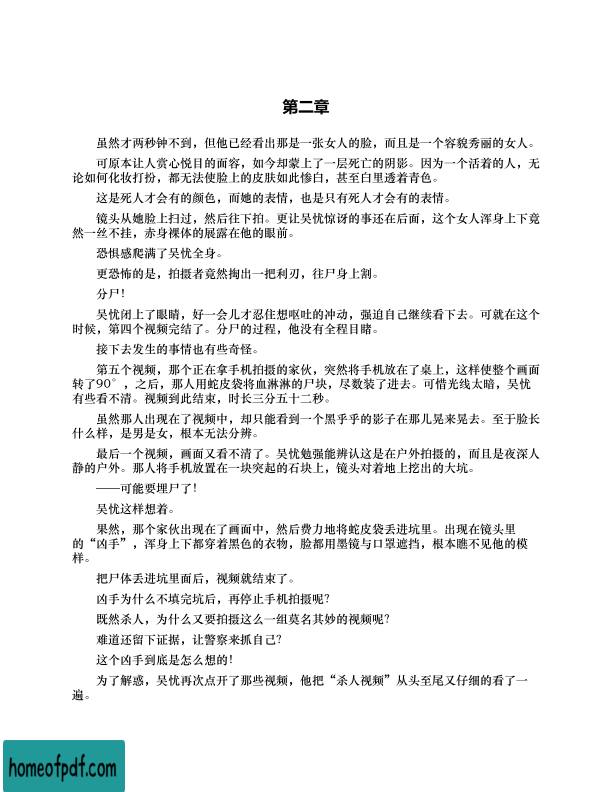 第二章
虽然才两秒钟不到，但他已经看出那是一张女人的脸，而且是一个容貌秀丽的女人。
可原本让人赏心悦目的面容，如今却蒙上了一层死亡的阴影。因为一个活着的人，无
论如何化妆打扮，都无法使脸上的皮肤如此惨白，甚至白里透着青色。
这是死人才会有的颜色，而她的表情，也是只有死人才会有的表情。
镜头从她脸上扫过，然后往下拍。更让吴忧惊讶的事还在后面，这个女人浑身上下竟
然一丝不挂，赤身裸体的展露在他的眼前。
恐惧感爬满了吴忧全身。
更恐怖的是，拍摄者竟然掏出一把利刃，往尸身上割。
分尸！
吴忧闭上了眼睛，好一会儿才忍住想呕吐的冲动，强迫自己继续看下去。可就在这个
时候，第四个视频完结了。分尸的过程，他没有全程目睹。
接下去发生的事情也有些奇怪。
第五个视频，那个正在拿手机拍摄的家伙，突然将手机放在了桌上，这样使整个画面
转了90°，之后，那人用蛇皮袋将血淋淋的尸块，尽数装了进去。可惜光线太暗，吴忧
有些看不清。视频到此结束，时长三分五十二秒。
虽然那人出现在了视频中，却只能看到一个黑乎乎的影子在那儿晃来晃去。至于脸长
什么样，是男是女，根本无法分辨。
最后一个视频，画面又看不清了。吴忧勉强能辨认这是在户外拍摄的，而且是夜深人
静的户外。那人将手机放置在一块突起的石块上，镜头对着地上挖出的大坑。
——可能要埋尸了！
吴忧这样想着。
果然，那个家伙出现在了画面中，然后费力地将蛇皮袋丢进坑里。出现在镜头里
的“凶手”，浑身上下都穿着黑色的衣物，脸都用墨镜与口罩遮挡，根本瞧不见他的模
样。
把尸体丢进坑里面后，视频就结束了。
凶手为什么不填完坑后，再停止手机拍摄呢？
既然杀人，为什么又要拍摄这么一组莫名其妙的视频呢？
难道还留下证据，让警察来抓自己？
这个凶手到底是怎么想的！
为了解惑，吴忧再次点开了那些视频，他把“杀人视频”从头至尾又仔细的看了一
遍。
homeofpdf.com